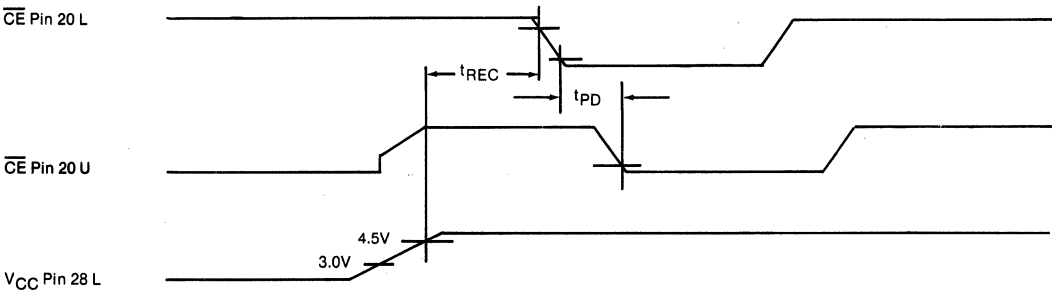 CE Pin 20 L
tREC
tPD
CE Pin 20 U
4.5V
3.0V
VCC Pin 28 L